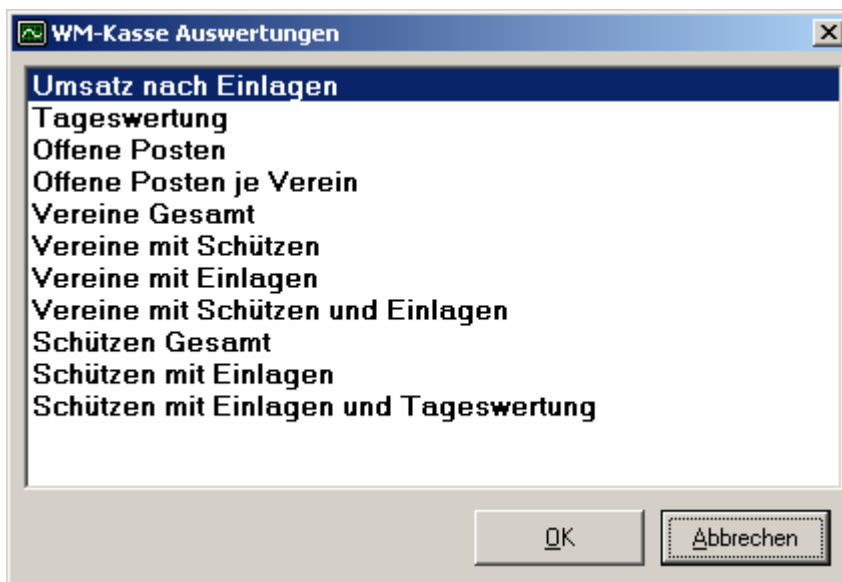 WM-Kasse Auswertungen
Umsatz nach Einlagen
Tageswertung
Offene Posten
Offene Posten je Verein
Vereine Gesamt
Vereine mit Schützen
Vereine mit Einlagen
Vereine mit Schützen und Einlagen
Schützen Gesamt
Schützen mit Einlagen
Schützen mit Einlagen und Tageswertung
OK Abbrechen